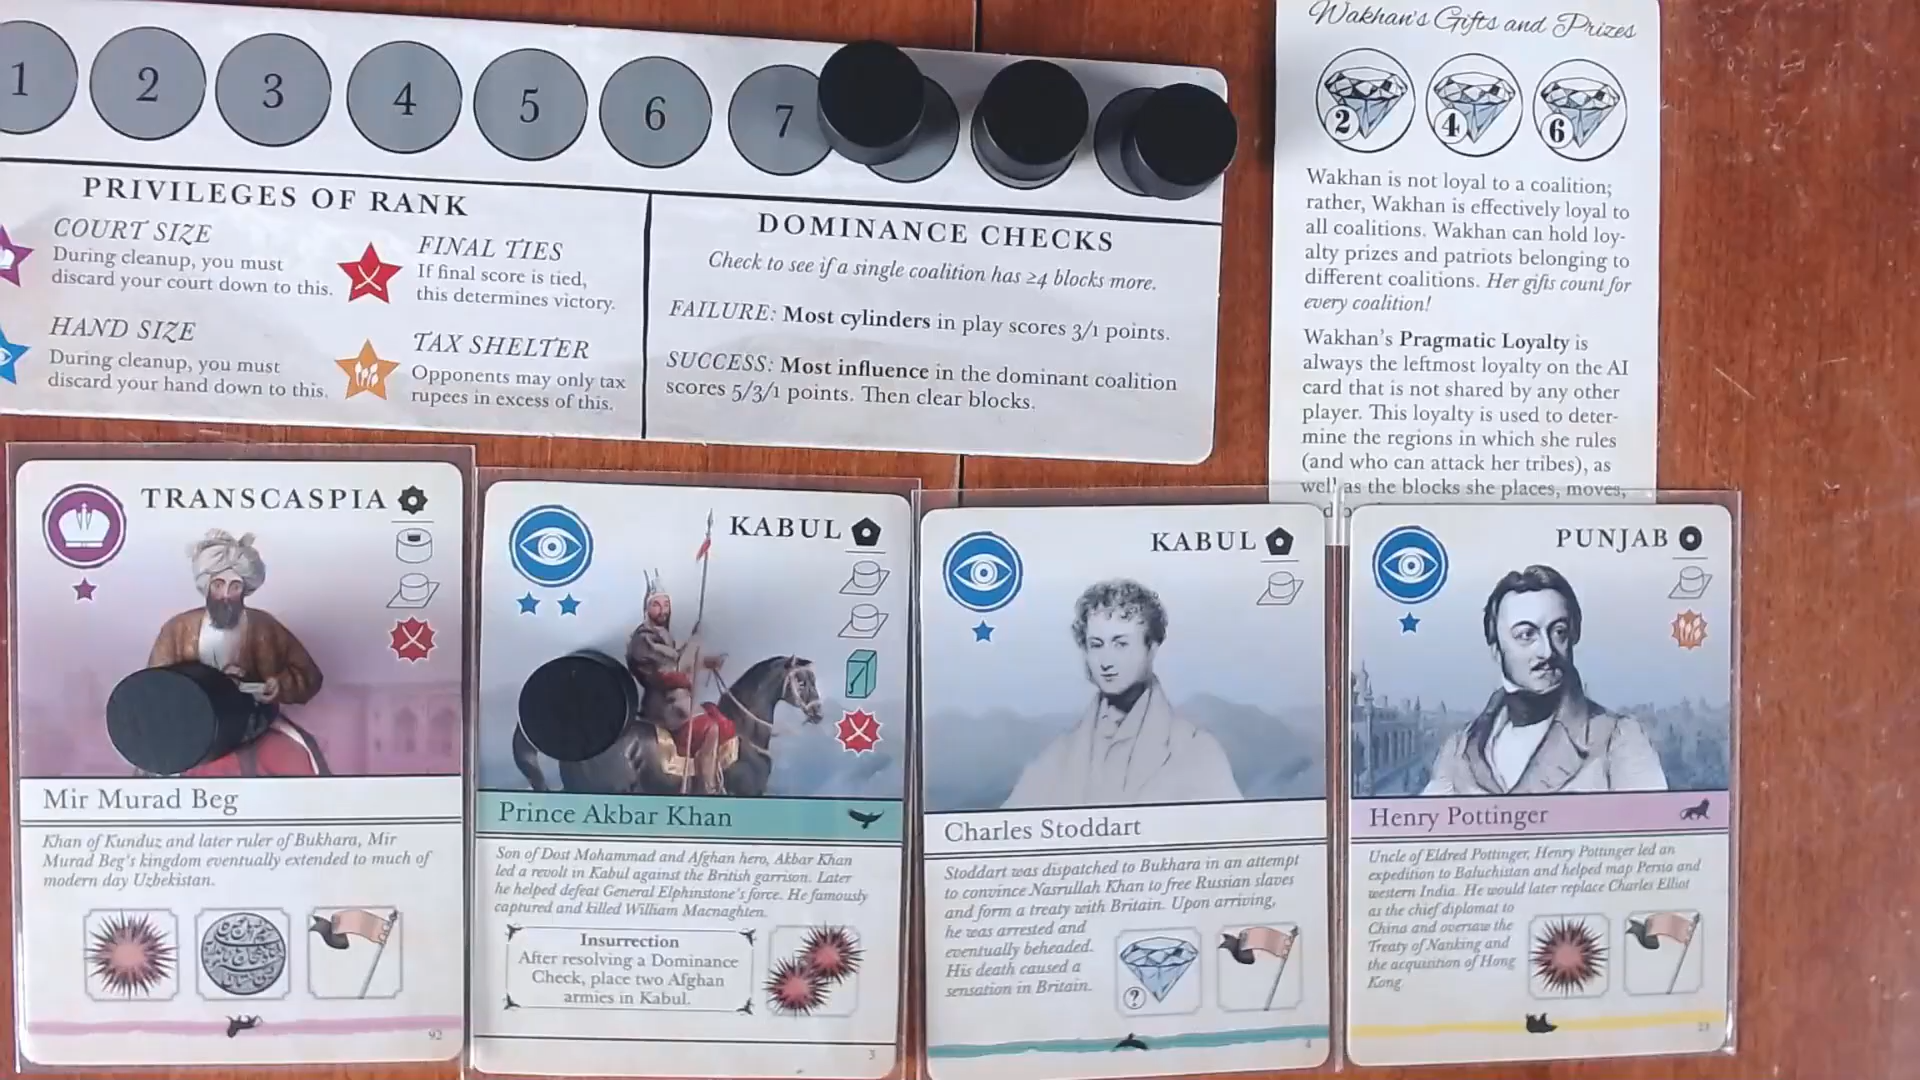 1 2 3 4 5 6 7
PRIVILEGES OF RANK
COURT SIZE
During cleanup, you must
discard your court down to this.
HAND SIZE
During cleanup, you must
discard your hand down to this.
FINAL TIES
If final score is tied,
this determines victory.
TAX SHELTER
Opponents may only tax
rupees in excess of this.
DOMINANCE CHECKS
Check to see if a single coalition has ≥4 blocks more.
FAILURE: Most cylinders in play scores 3/1 points.
SUCCESS: Most influence in the dominant coalition
scores 5/3/1 points. Then clear blocks.
Wakhan's Gifts and Prizes
2 4 6
Wakhan is not loyal to a coalition;
rather, Wakhan is effectively loyal to
all coalitions. Wakhan can hold loy-
alty prizes and patriots belonging to
different coalitions. Her gifts count for
every coalition!
Wakhan's Pragmatic Loyalty is
always the leftmost loyalty on the AI
card that is not shared by any other
player. This loyalty is used to deter-
mine the regions in which she rules
(and who can attack her tribes), as
well as the blocks she places, moves,
TRANSCASPIA
Mir Murad Beg
Khan of Kunduz and later ruler of Bukhara, Mir
Murad Beg's kingdom eventually extended to much of
modern day Uzbekistan.
92
KABUL
Prince Akbar Khan
Son of Dost Mohammad and Afghan hero, Akbar Khan
led a revolt in Kabul against the British garrison. Later
he helped defeat General Elphinstone's force. He famously
captured and killed William Macnaghten.
Insurrection
After resolving a Dominance
Check, place two Afghan
armies in Kabul.
3
KABUL
Charles Stoddart
Stoddart was dispatched to Bukhara in an attempt
to convince Nasrullah Khan to free Russian slaves
and form a treaty with Britain. Upon arriving,
he was arrested and
eventually beheaded.
His death caused a
sensation in Britain.
?
4
PUNJAB
Henry Pottinger
Uncle of Eldred Pottinger, Henry Pottinger led an
expedition to Baluchistan and helped map Persia and
western India. He would later replace Charles Elliot
as the chief diplomat to
China and oversaw the
Treaty of Nanking and
the acquisition of Hong
Kong.